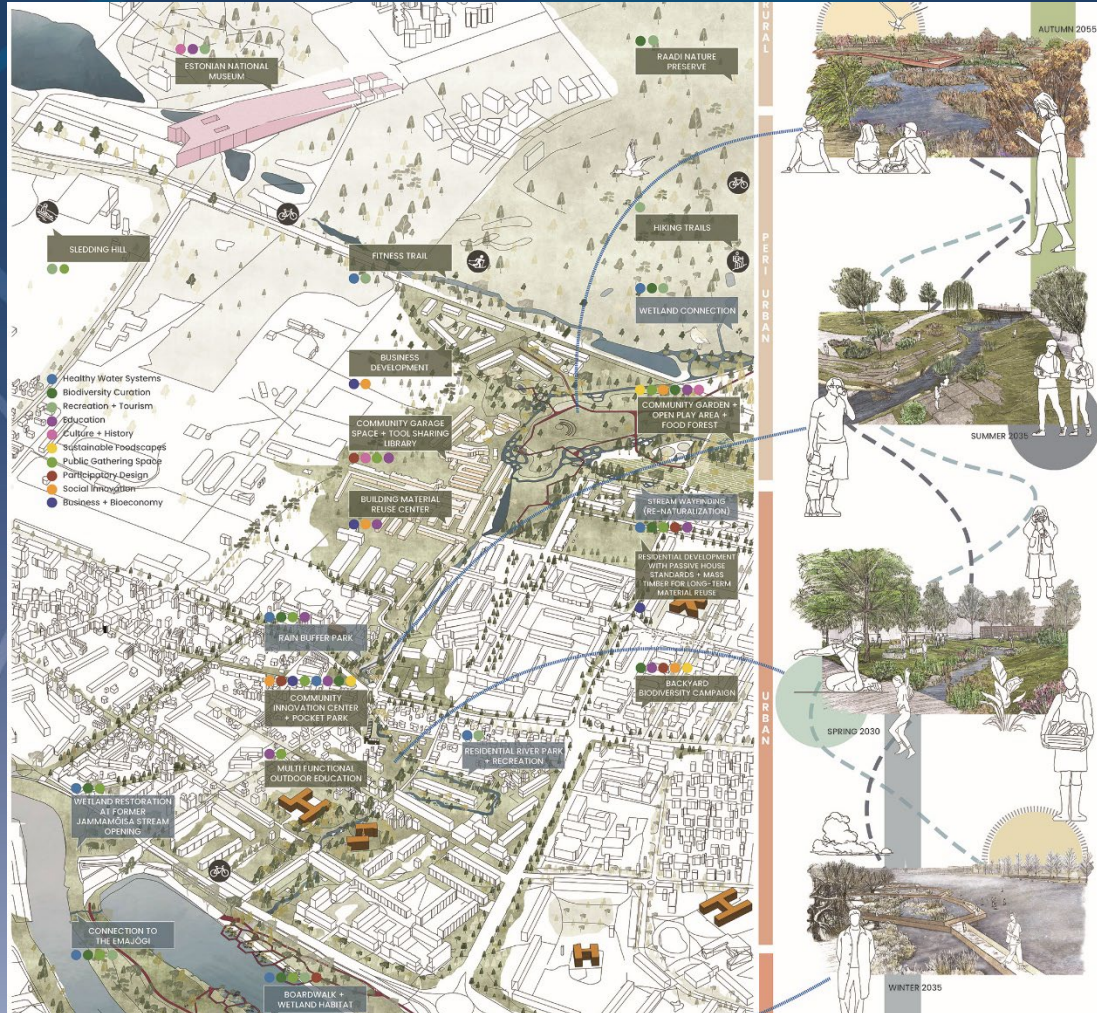 ESTONIAN NATIONAL
MUSEUM
RAADI NATURE
PRESERVE
SLEDDING HILL
FITNESS TRAIL
HIKING TRAILS
WETLAND CONNECTION
BUSINESS
DEVELOPMENT
Healthy Water Systems
Biodiversity Curation
Recreation + Tourism
Education
Culture + History
Sustainable Foodscapes
Public Gathering Space
Participatory Design
Social Innovation
Business + Bioeconomy
COMMUNITY GARAGE
SPACE + TOOL SHARING
LIBRARY
COMMUNITY GARDEN +
OPEN PLAY AREA +
FOOD FOREST
BUILDING MATERIAL
REUSE CENTER
STREAM WAYFINDING
(RE-NATURALIZATION)
RESIDENTIAL DEVELOPMENT
WITH PASSIVE HOUSE
STANDARDS + MASS
TIMBER FOR LONG-TERM
MATERIAL REUSE
RAIN BUFFER PARK
COMMUNITY
INNOVATION CENTER
+ POCKET PARK
BACKYARD
BIODIVERSITY CAMPAIGN
MULTI FUNCTIONAL
OUTDOOR EDUCATION
RESIDENTIAL RIVER PARK
+ RECREATION
WETLAND RESTORATION
AT FORMER
JAMMAMÕISA STREAM
OPENING
CONNECTION TO
THE EMAJÕGI
BOARDWALK +
WETLAND HABITAT
RURAL
PERI URBAN
URBAN
AUTUMN 2055
SUMMER 2035
SPRING 2030
WINTER 2035